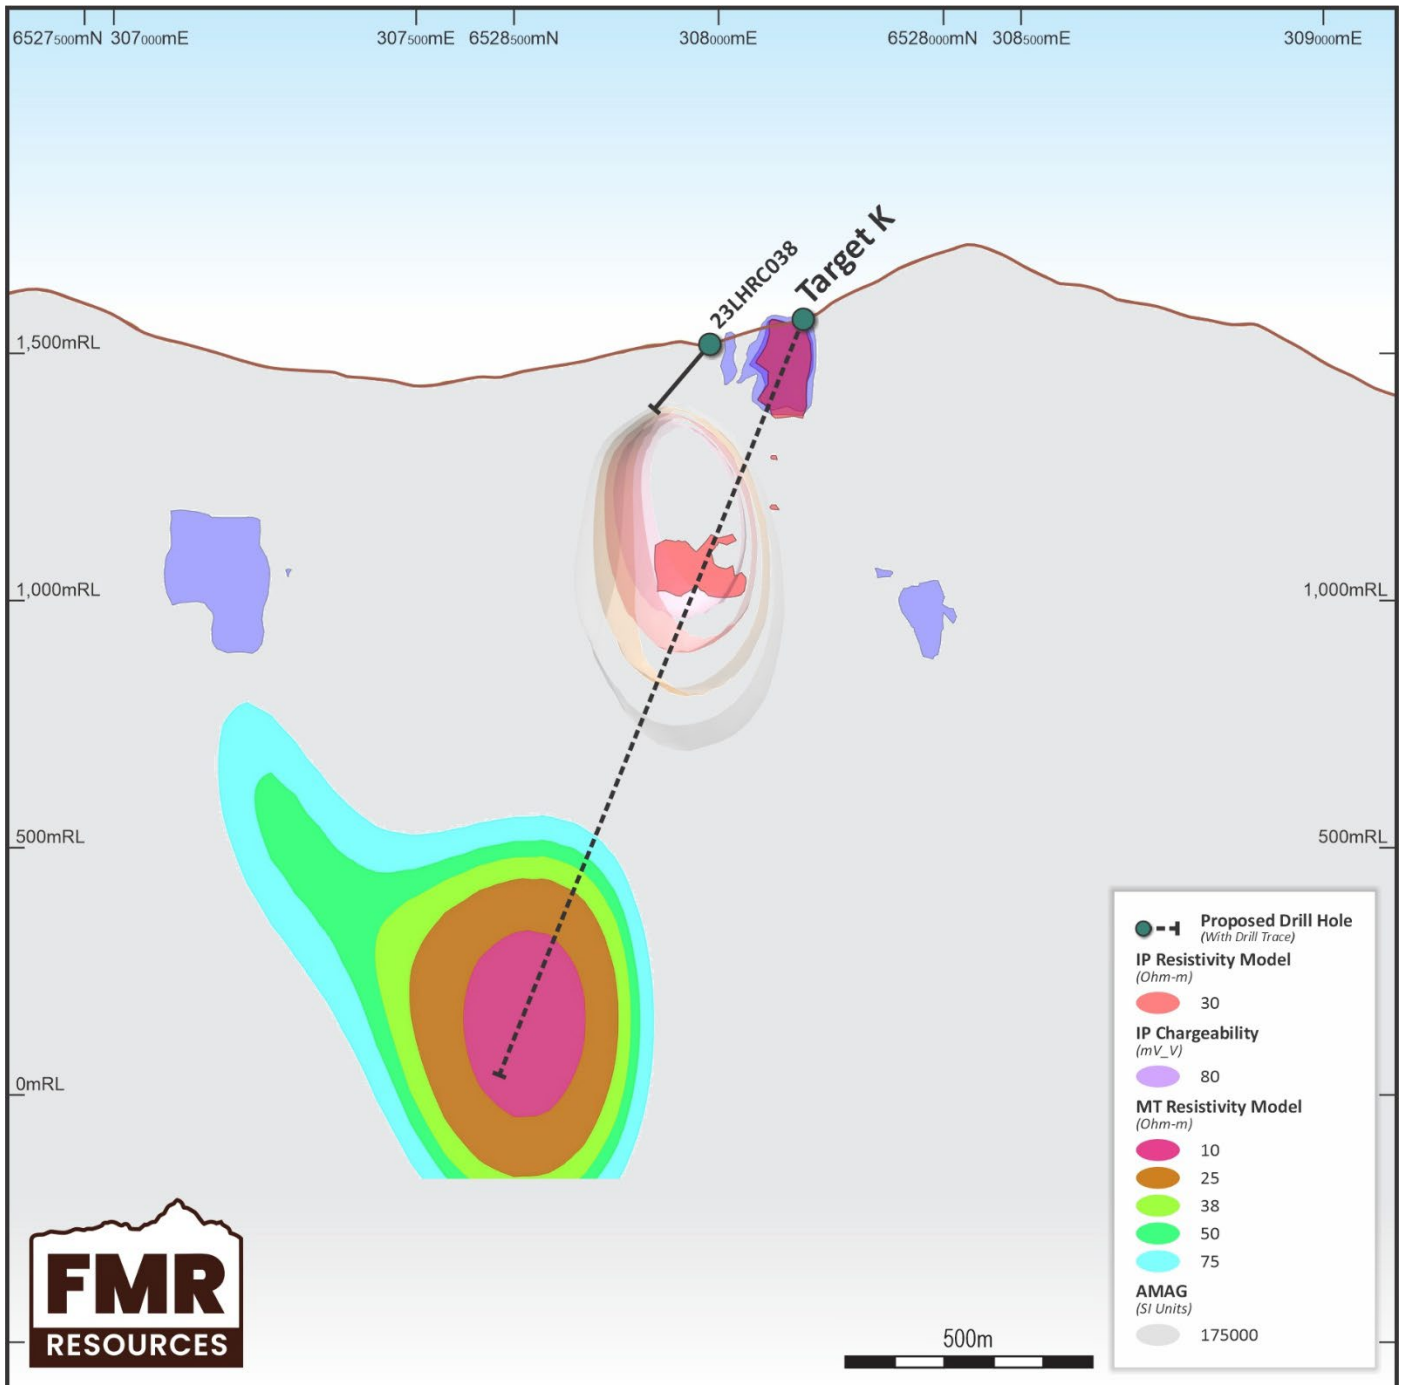 6527500mN 307000mE 307500mE 6528500mN 308000mE 6528000mN 308500mE 309000mE
23LHRC038
Target K
1,500mRL
1,000mRL
1,000mRL
500mRL
500mRL
0mRL
Proposed Drill Hole
(With Drill Trace)
IP Resistivity Model
(Ohm-m)
30
IP Chargeability
(mV_V)
80
MT Resistivity Model
(Ohm-m)
10
25
38
50
75
AMAG
(SI Units)
175000
500m
FMR
RESOURCES